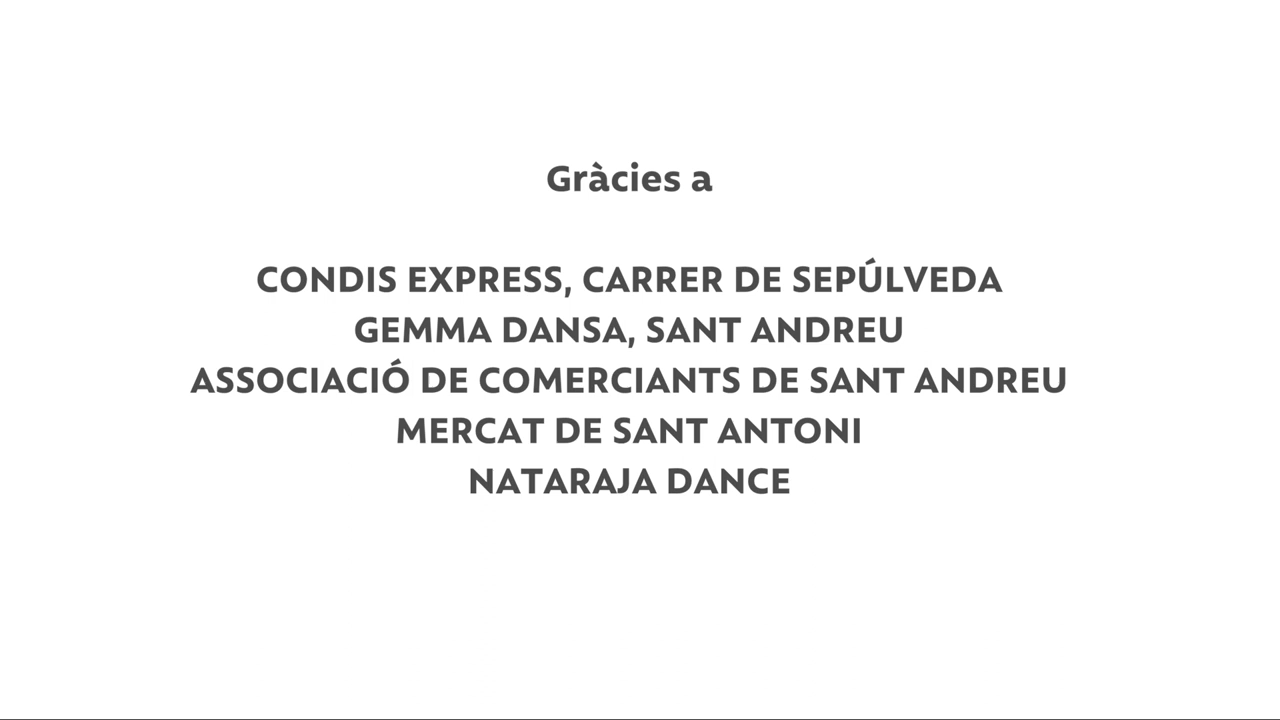 Gràcies a
CONDIS EXPRESS, CARRER DE SEPÚLVEDA
GEMMA DANSA, SANT ANDREU
ASSOCIACIÓ DE COMERCIANTS DE SANT ANDREU
MERCAT DE SANT ANTONI
NATARAJA DANCE